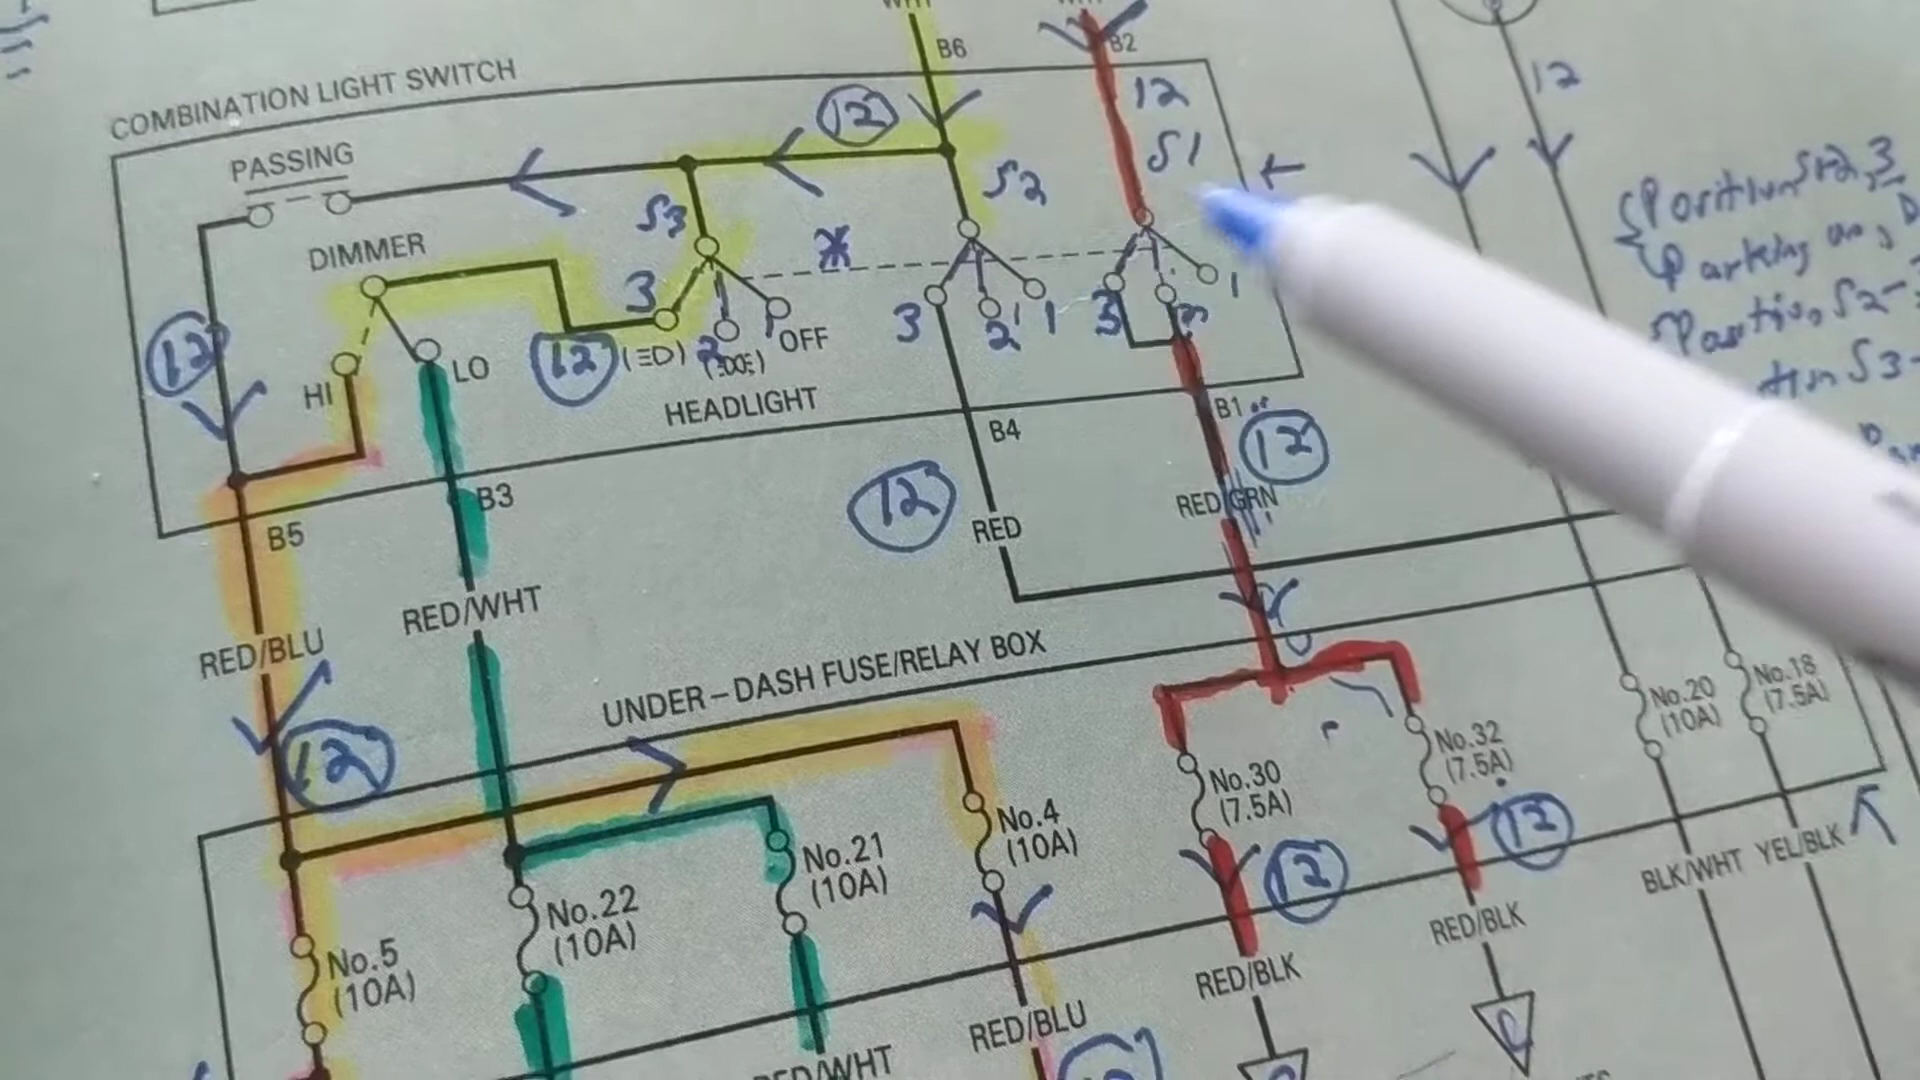 B6
B2
COMBINATION LIGHT SWITCH
12
12
12
PASSING
S2
S1
S3
DIMMER
3
3
2
1
3
1
12
12
LO
(≡D)
OFF
HI
HEADLIGHT
B4
B1
12
B3
12
RED
RED/GRN
B5
RED/WHT
RED/BLU
UNDER-DASH FUSE/RELAY BOX
12
No.20
(10A)
No.18
(7.5A)
No.30
(7.5A)
No.32
(7.5A)
No.4
(10A)
No.21
(10A)
No.22
(10A)
No.5
(10A)
12
12
BLK/WHT
YEL/BLK
RED/BLK
RED/BLK
RED/BLU
RED/WHT